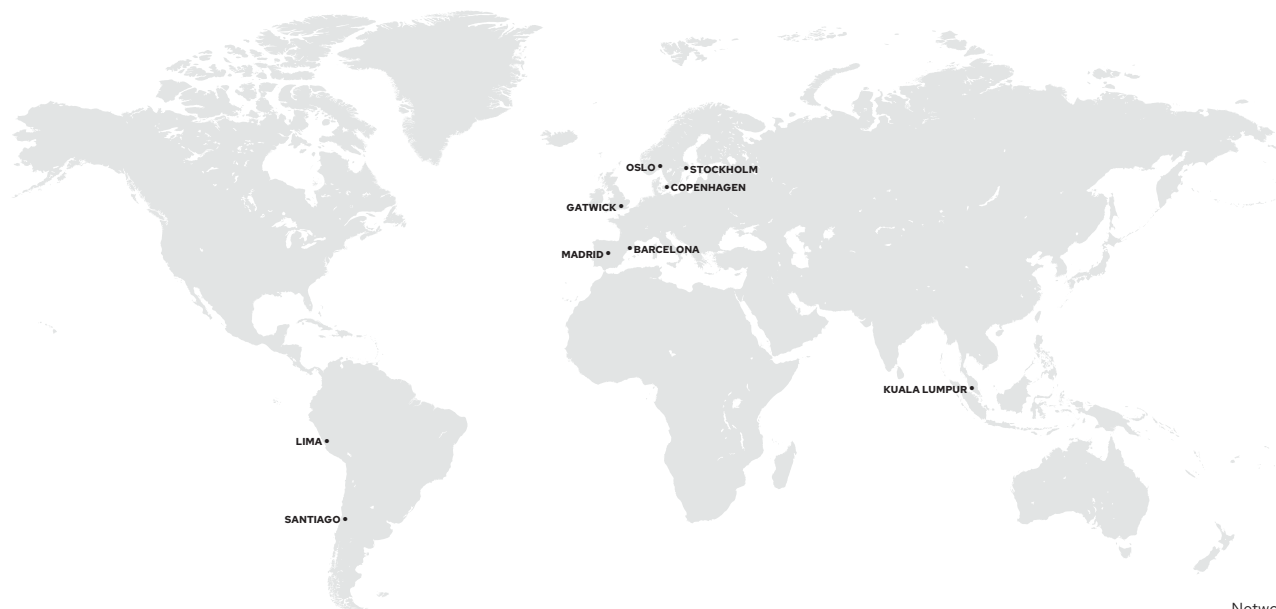 OSLO
STOCKHOLM
COPENHAGEN
GATWICK
BARCELONA
MADRID
KUALA LUMPUR
LIMA
SANTIAGO